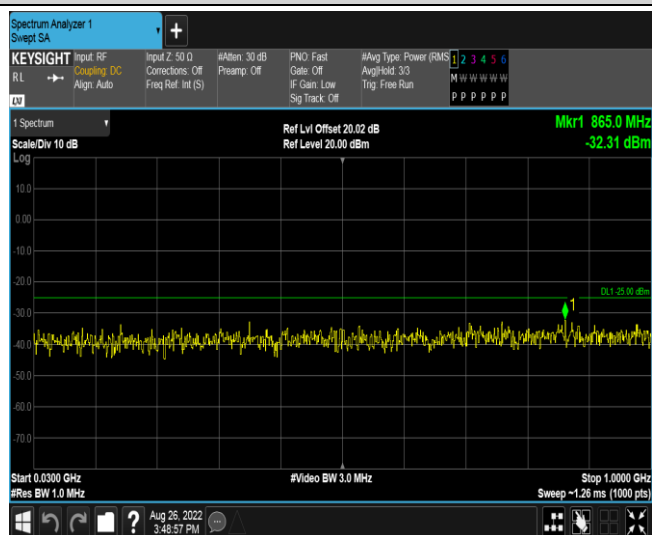 Spectrum Analyzer 1
Swept SA
+
KEYSIGHT
RL
LXI
Input: RF
Coupling: DC
Align: Auto
Input Z: 50 Ω
Corrections: Off
Freq Ref: Int (S)
#Atten: 30 dB
Preamp: Off
PNO: Fast
Gate: Off
IF Gain: Low
Sig Track: Off
#Avg Type: Power (RMS
Avg|Hold: 3/3
Trig: Free Run
1 2 3 4 5 6
M W W W W W
P P P P P P
1 Spectrum
Scale/Div 10 dB
Ref Lvl Offset 20.02 dB
Ref Level 20.00 dBm
Mkr1 865.0 MHz
-32.31 dBm
Log
10.0
0.00
-10.0
-20.0
DL1 -25.00 dBm
1
-30.0
-40.0
-50.0
-60.0
-70.0
Start 0.0300 GHz
#Res BW 1.0 MHz
#Video BW 3.0 MHz
Stop 1.0000 GHz
Sweep ~1.26 ms (1000 pts)
?
Aug 26, 2022
3:48:57 PM